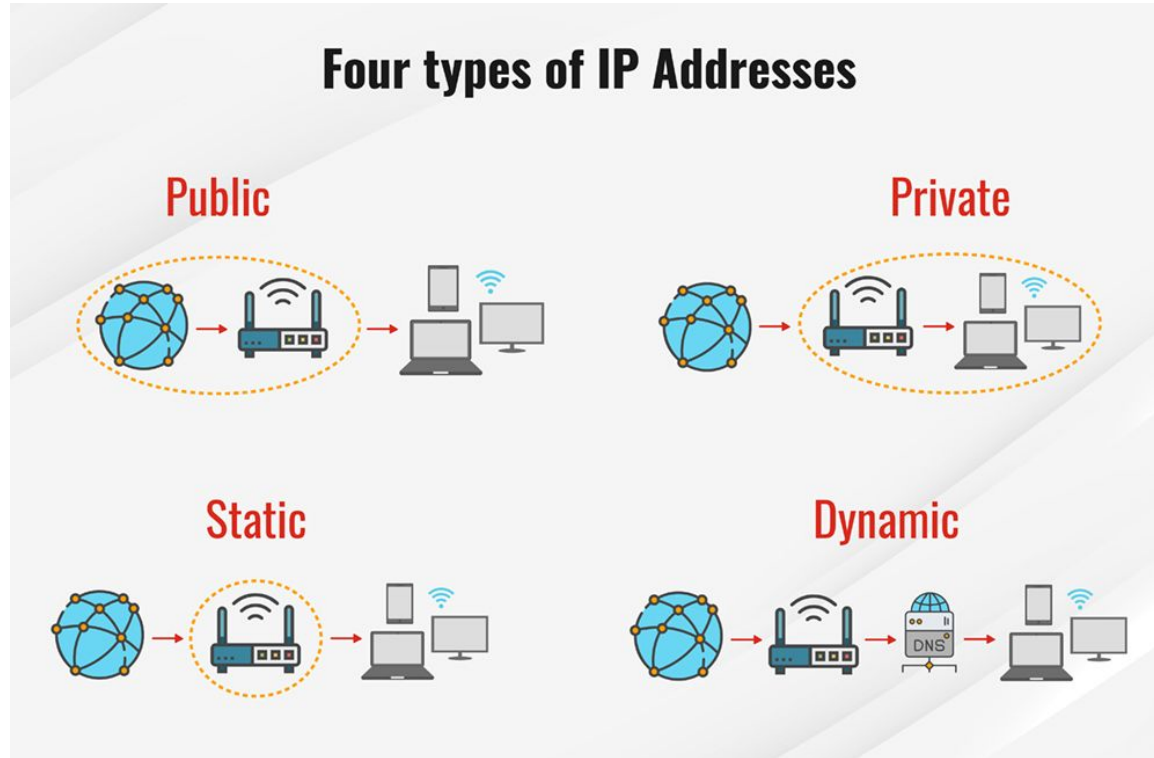 Four types of IP Addresses
Public
Private
Static
Dynamic
DNS